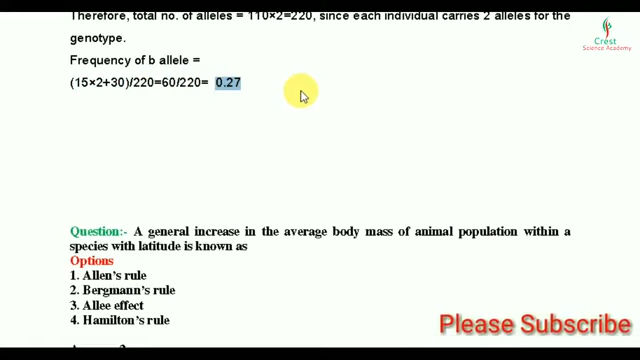 Therefore, total no. of alleles = 110×2=220, since each individual carries 2 alleles for the
genotype.
Frequency of b allele =
(15×2+30)/220=60/220= 0.27
Crest
Science Academy
Question:- A general increase in the average body mass of animal population within a
species with latitude is known as
Options
1. Allen's rule
2. Bergmann's rule
3. Allee effect
4. Hamilton's rule
Please Subscribe